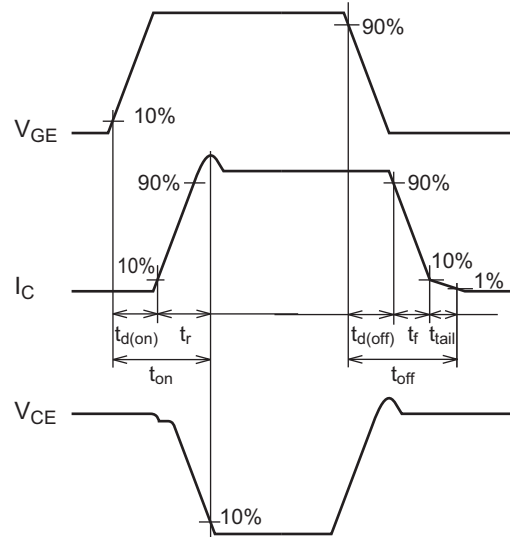 90%
10%
V_GE
90%
90%
10%
10%
1%
I_C
t_d(on) t_r t_d(off) t_f t_tail
t_on t_off
V_CE
10%